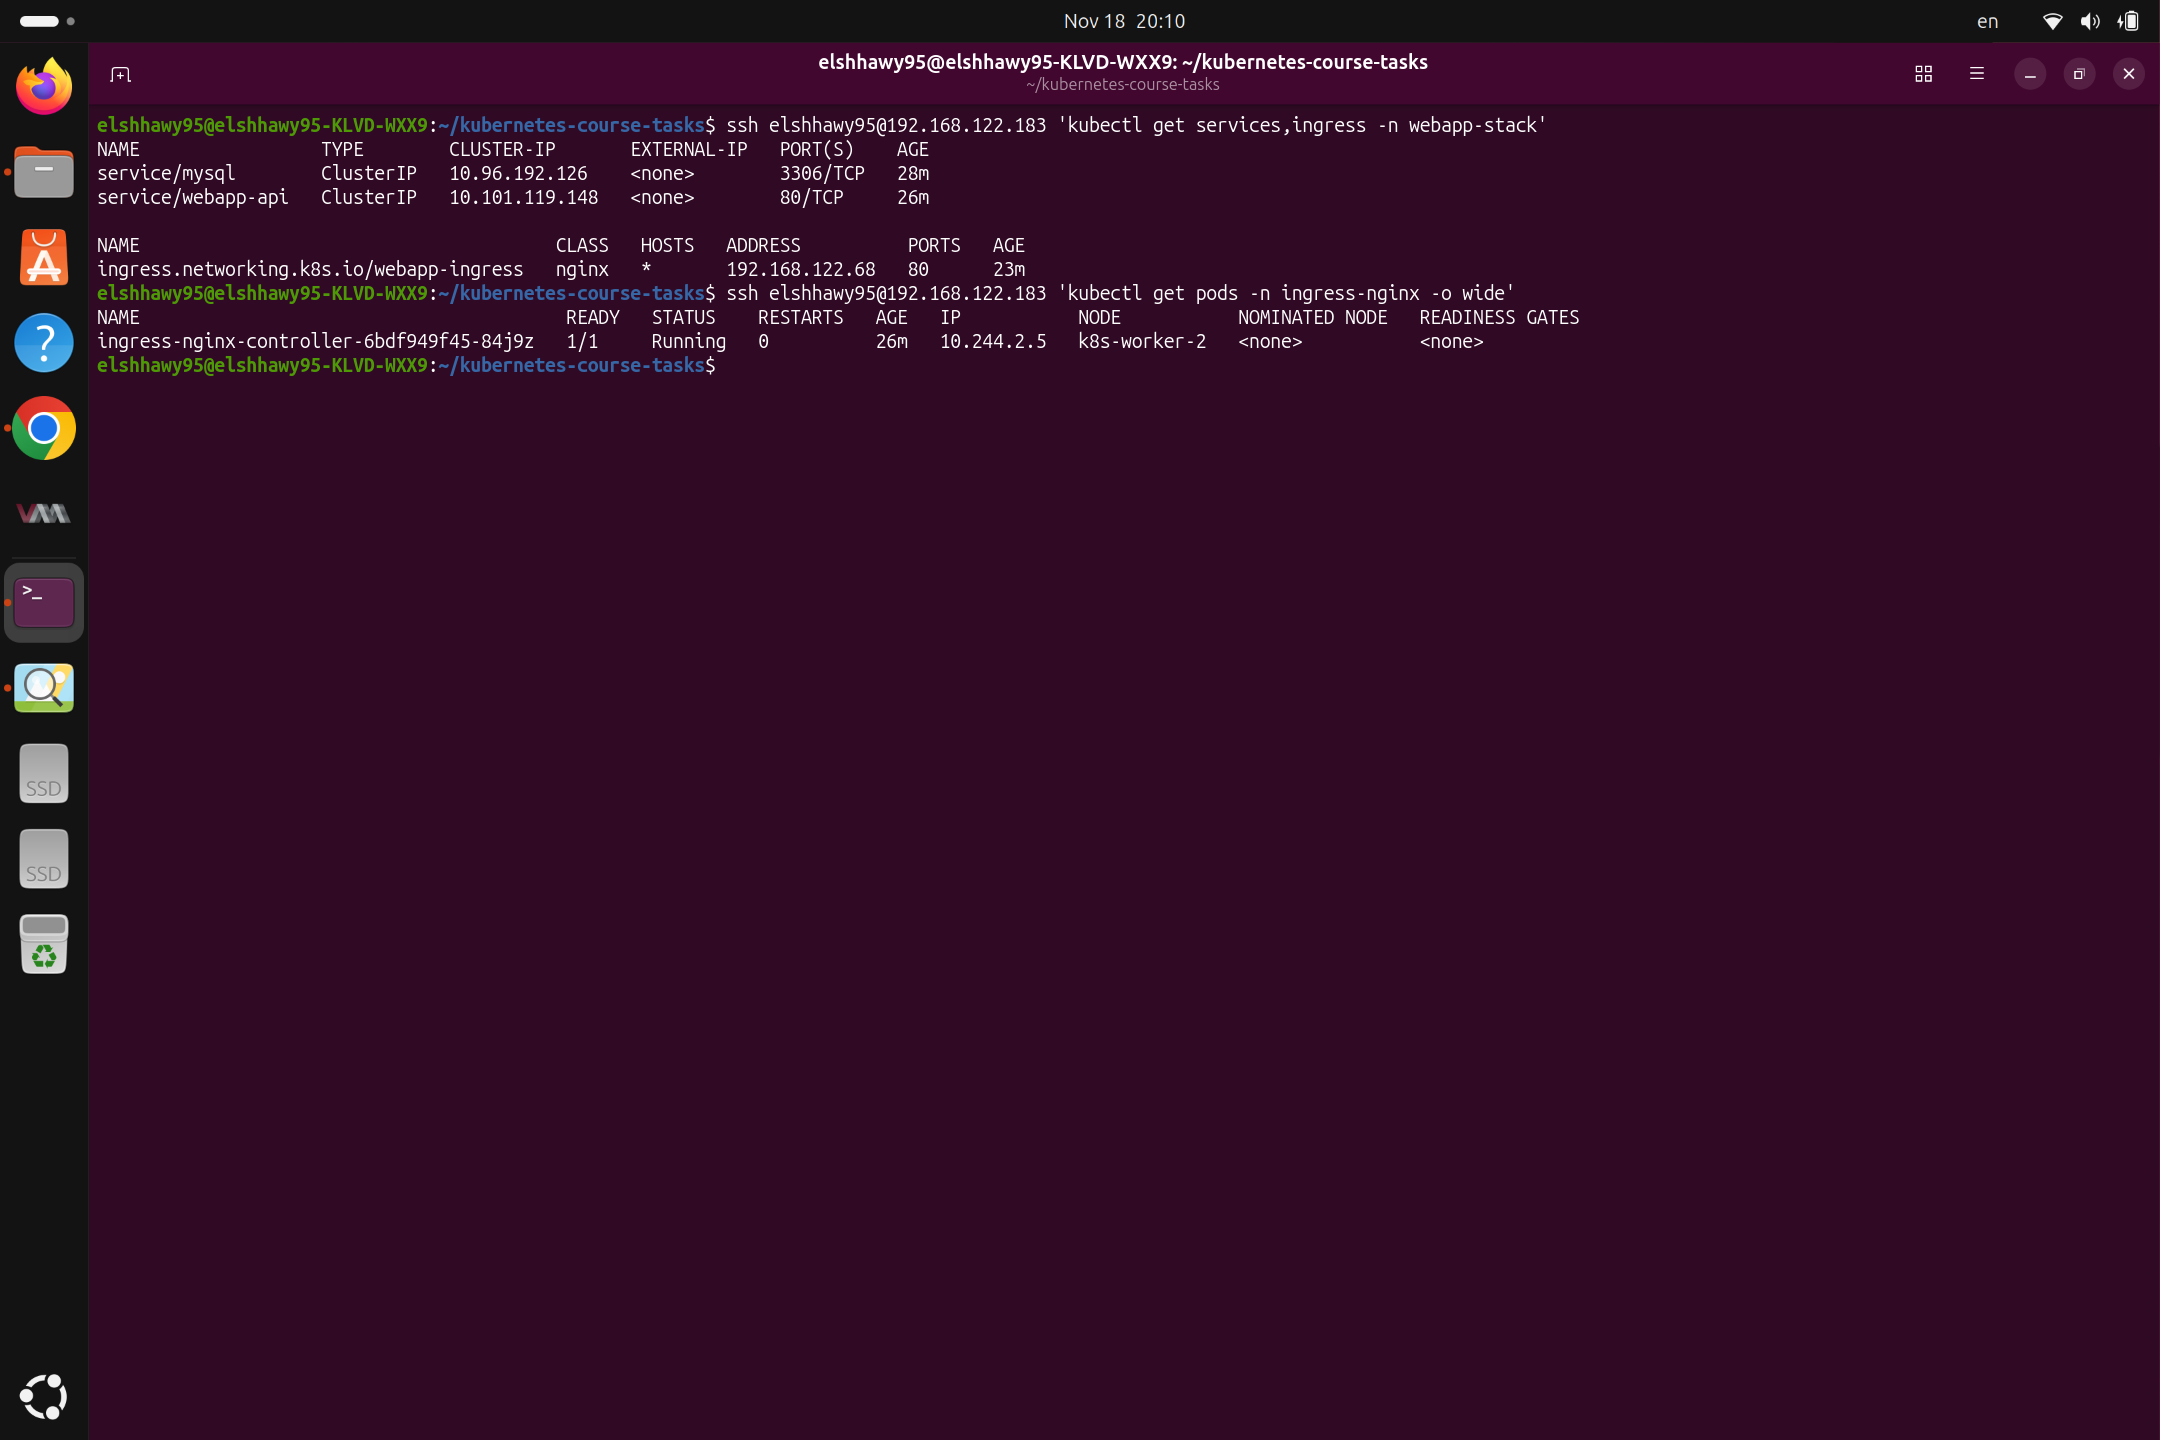 Nov 18 20:10
en
elshhawy95@elshhawy95-KLVD-WXX9: ~/kubernetes-course-tasks
~/kubernetes-course-tasks
elshhawy95@elshhawy95-KLVD-WXX9:~/kubernetes-course-tasks$ ssh elshhawy95@192.168.122.183 'kubectl get services,ingress -n webapp-stack'
NAME                 TYPE        CLUSTER-IP       EXTERNAL-IP   PORT(S)    AGE
service/mysql        ClusterIP   10.96.192.126    <none>        3306/TCP   28m
service/webapp-api   ClusterIP   10.101.119.148   <none>        80/TCP     26m
NAME                                       CLASS   HOSTS   ADDRESS          PORTS   AGE
ingress.networking.k8s.io/webapp-ingress   nginx   *       192.168.122.68   80      23m
elshhawy95@elshhawy95-KLVD-WXX9:~/kubernetes-course-tasks$ ssh elshhawy95@192.168.122.183 'kubectl get pods -n ingress-nginx -o wide'
NAME                                        READY   STATUS    RESTARTS   AGE   IP           NODE           NOMINATED NODE   READINESS GATES
ingress-nginx-controller-6bdf949f45-84j9z   1/1     Running   0          26m   10.244.2.5   k8s-worker-2   <none>           <none>
elshhawy95@elshhawy95-KLVD-WXX9:~/kubernetes-course-tasks$
VMM
>_
SSD
SSD